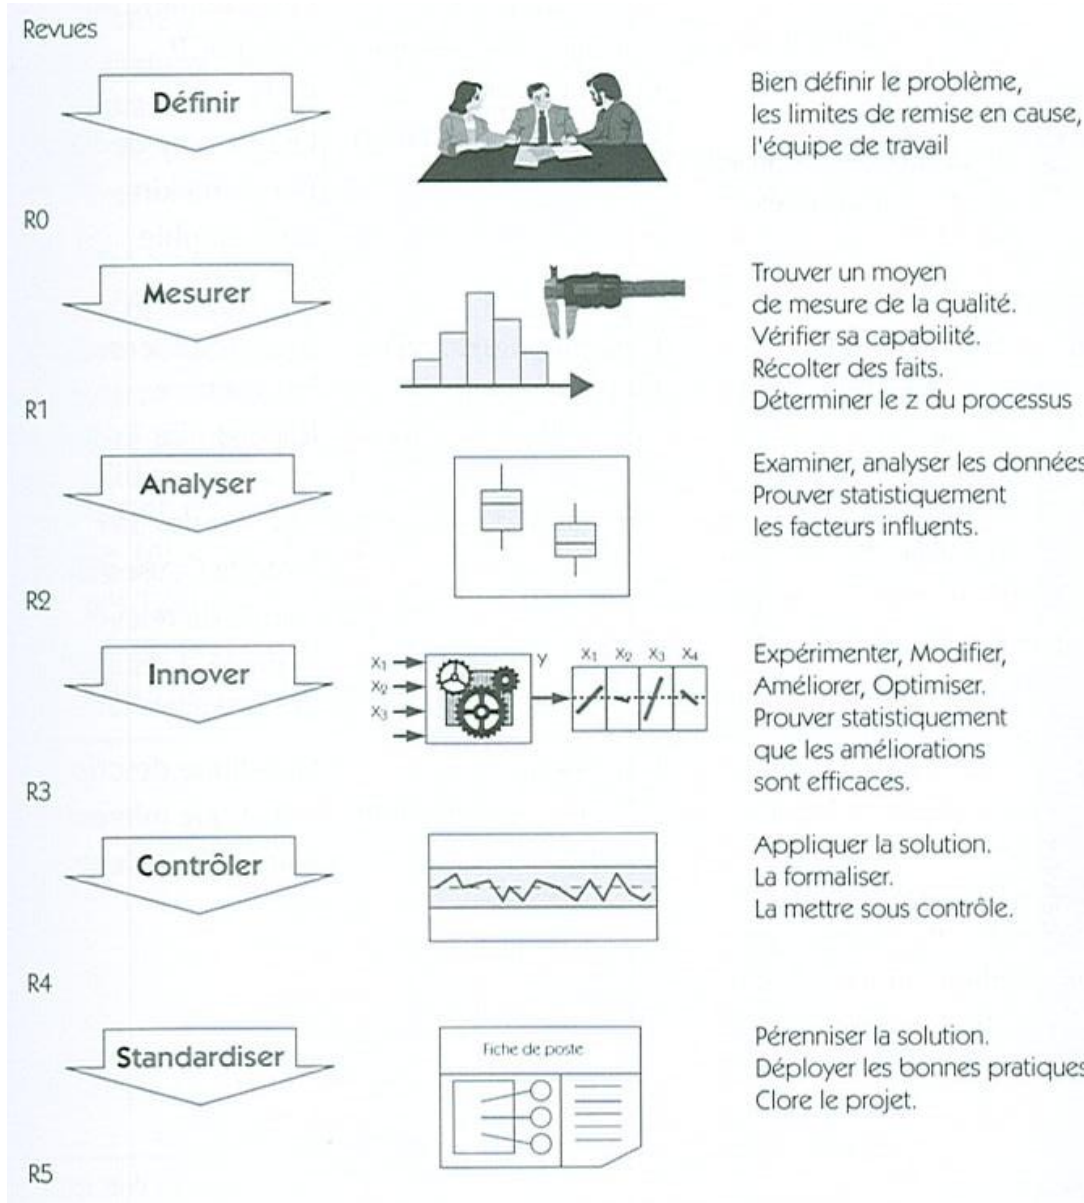 Revues
Définir
Bien définir le problème,
les limites de remise en cause,
l'équipe de travail
R0
Mesurer
Trouver un moyen
de mesure de la qualité.
Vérifier sa capabilité.
Récolter des faits.
Déterminer le z du processus
R1
Analyser
Examiner, analyser les données
Prouver statistiquement
les facteurs influents.
R2
Innover
X1
X2
X3
y
X1 X2 X3 X4
Expérimenter, Modifier,
Améliorer, Optimiser.
Prouver statistiquement
que les améliorations
sont efficaces.
R3
Contrôler
Appliquer la solution.
La formaliser.
La mettre sous contrôle.
R4
Standardiser
Fiche de poste
Pérenniser la solution.
Déployer les bonnes pratiques
Clore le projet.
R5